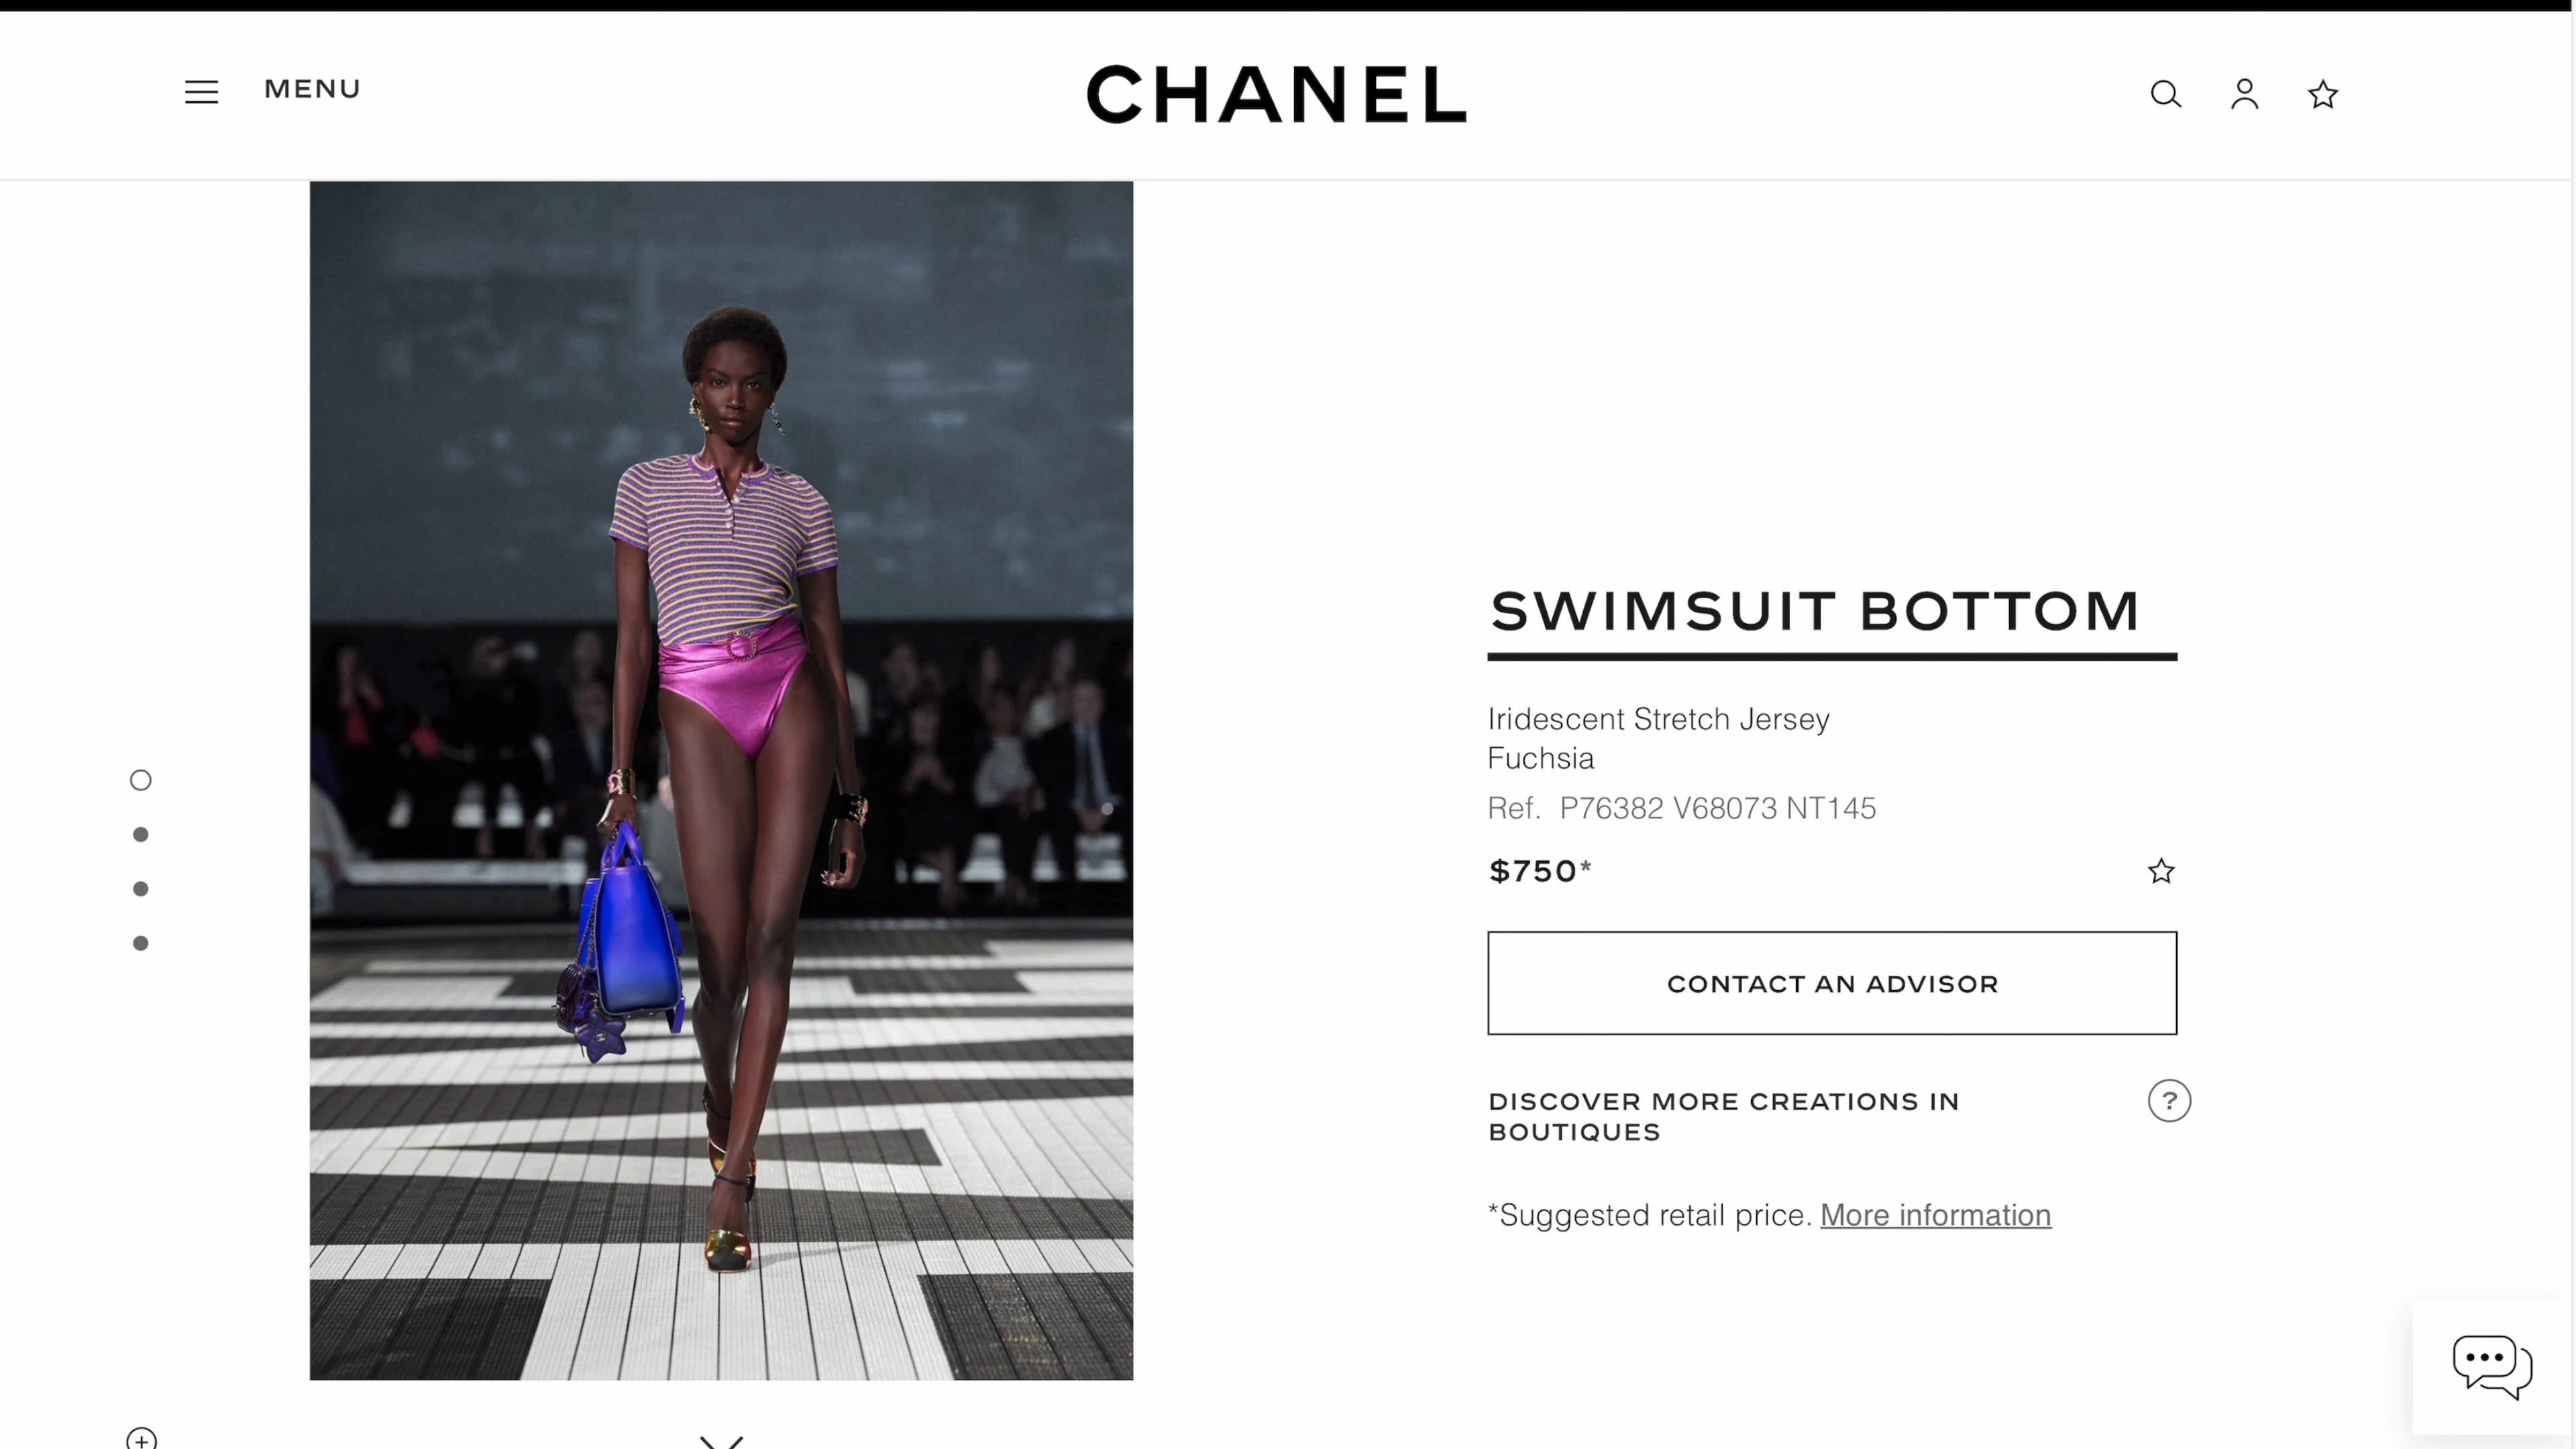 MENU
CHANEL
SWIMSUIT BOTTOM
Iridescent Stretch Jersey
Fuchsia
Ref. P76382 V68073 NT145
$750*
CONTACT AN ADVISOR
DISCOVER MORE CREATIONS IN
BOUTIQUES
?
*Suggested retail price. More information